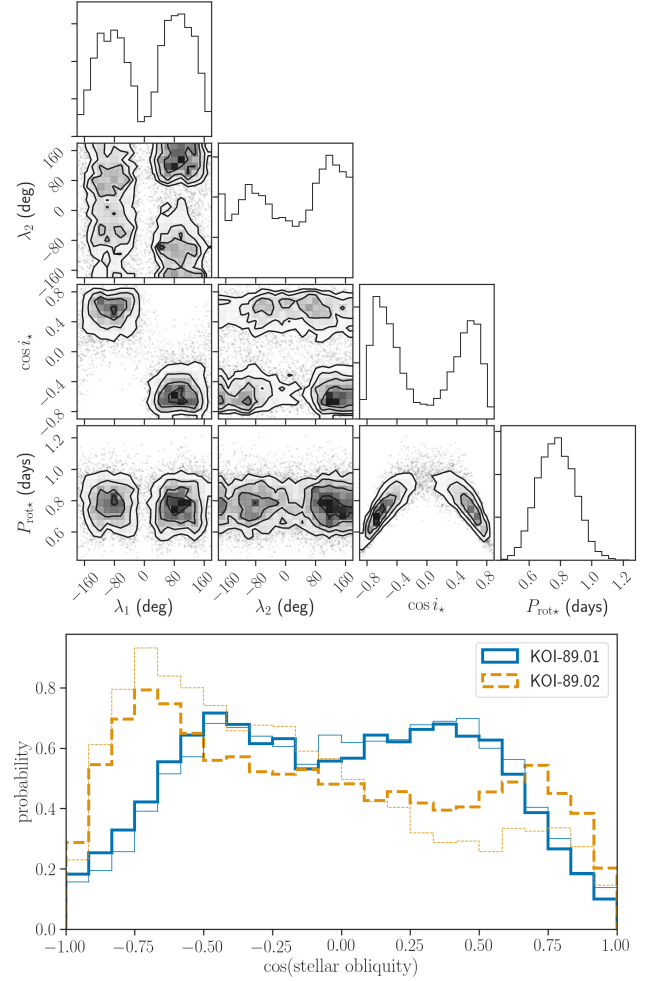 λ₂ (deg)
160
80
0
−80
−160
cos i⋆
0.8
0.4
0.0
−0.4
−0.8
P_rot⋆ (days)
1.2
1.0
0.8
0.6
−160 −80 0 80 160 −160 −80 0 80 160 −0.8 −0.4 0.0 0.4 0.8 0.6 0.8 1.0 1.2
λ₁ (deg) λ₂ (deg) cos i⋆ P_rot⋆ (days)
KOI-89.01
KOI-89.02
probability
0.8
0.6
0.4
0.2
0.0
−1.00 −0.75 −0.50 −0.25 0.00 0.25 0.50 0.75 1.00
cos(stellar obliquity)